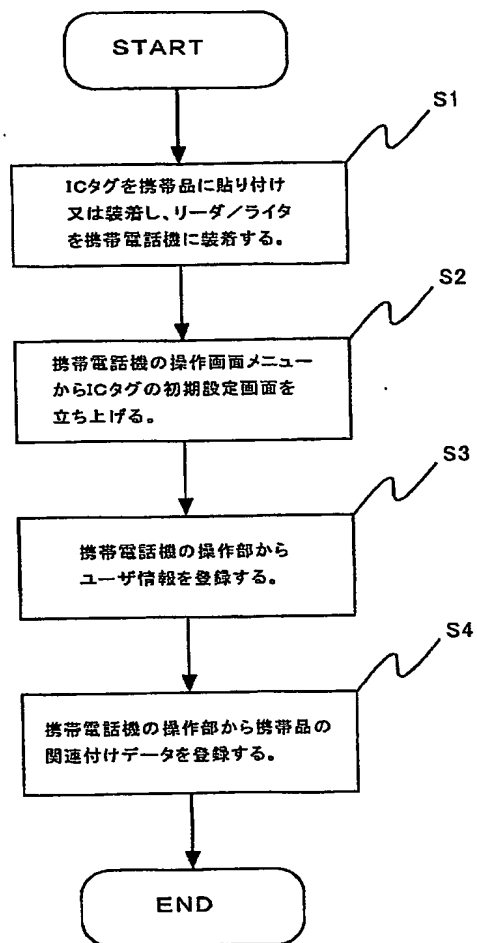 START
S1
ICタグを携帯品に貼り付け
又は装着し、リーダ/ライタ
を携帯電話機に装着する。
S2
携帯電話機の操作画面メニュー
からICタグの初期設定画面を
立ち上げる。
S3
携帯電話機の操作部から
ユーザ情報を登録する。
S4
携帯電話機の操作部から携帯品の
関連付けデータを登録する。
END